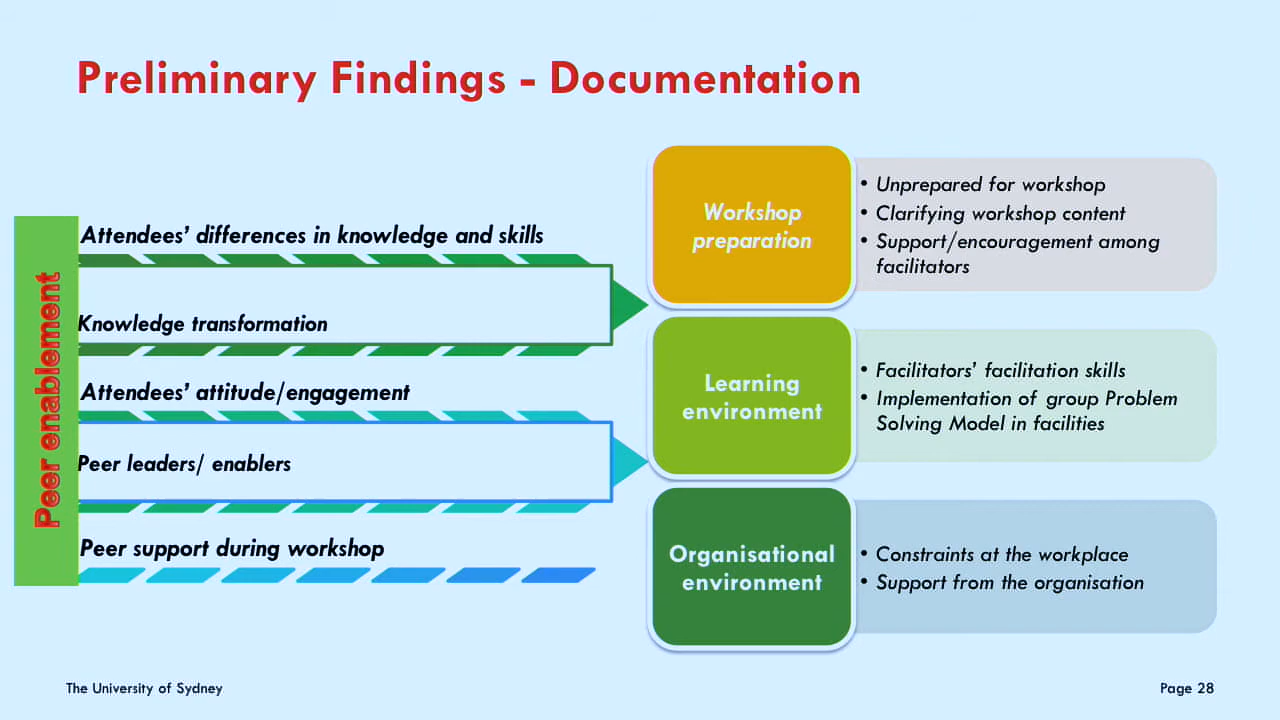 Preliminary Findings - Documentation
Peer enablement
Attendees’ differences in knowledge and skills
Knowledge transformation
Attendees’ attitude/engagement
Peer leaders/ enablers
Peer support during workshop
Workshop
preparation
• Unprepared for workshop
• Clarifying workshop content
• Support/encouragement among
facilitators
Learning
environment
• Facilitators’ facilitation skills
• Implementation of group Problem
Solving Model in facilities
Organisational
environment
• Constraints at the workplace
• Support from the organisation
The University of Sydney
Page 28